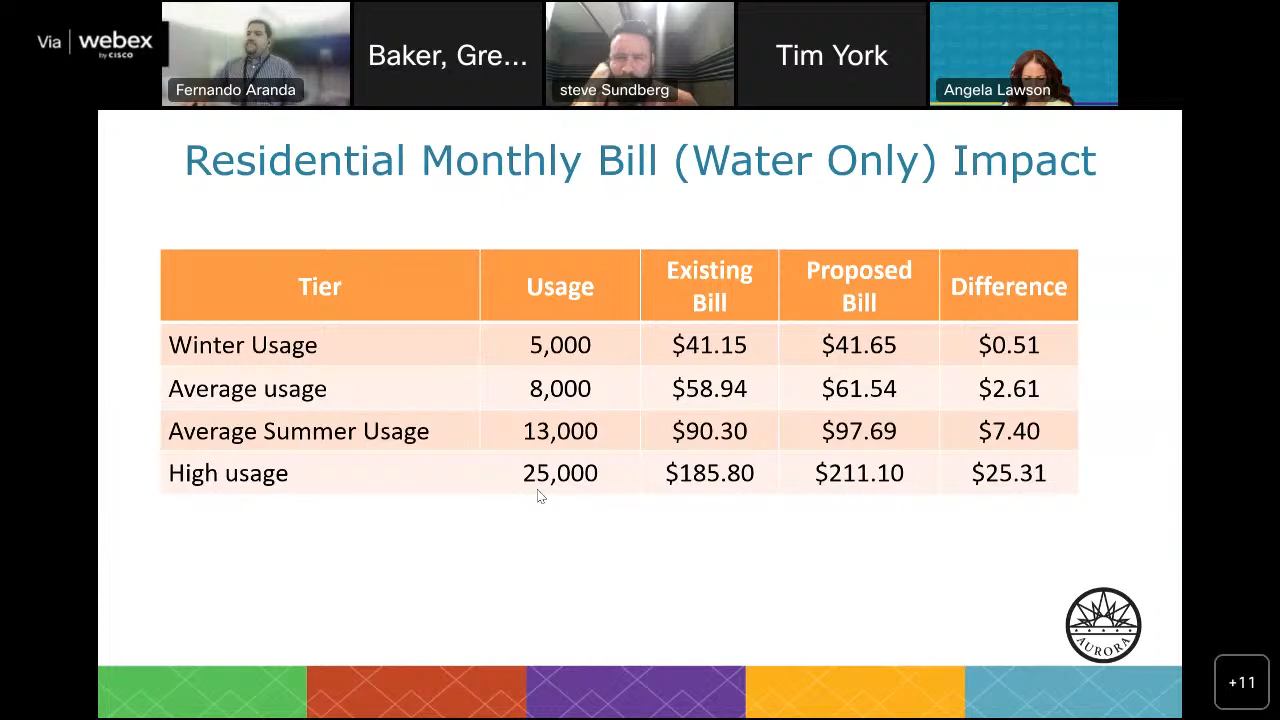 Via webex
by CISCO
Fernando Aranda
Baker, Gre...
steve Sundberg
Tim York
Angela Lawson
Residential Monthly Bill (Water Only) Impact
Tier Usage Existing Bill Proposed Bill Difference
Winter Usage 5,000 $41.15 $41.65 $0.51
Average usage 8,000 $58.94 $61.54 $2.61
Average Summer Usage 13,000 $90.30 $97.69 $7.40
High usage 25,000 $185.80 $211.10 $25.31
AURORA
+11